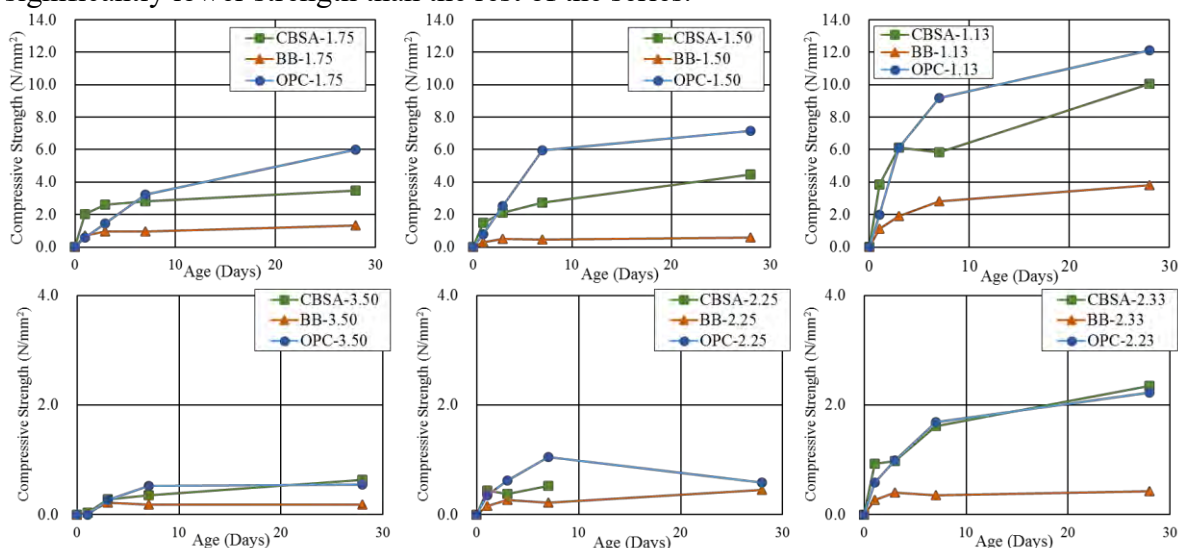 significantly lower strength than the rest of the series.
14.0
12.0
10.0
8.0
6.0
4.0
2.0
0.0
Compressive Strength (N/mm²)
CBSA-1.75
BB-1.75
OPC-1.75
0 10 20 30
Age (Days)
14.0
12.0
10.0
8.0
6.0
4.0
2.0
0.0
Compressive Strength (N/mm²)
CBSA-1.50
BB-1.50
OPC-1.50
0 10 20 30
Age (Days)
14.0
12.0
10.0
8.0
6.0
4.0
2.0
0.0
Compressive Strength (N/mm²)
CBSA-1.13
BB-1.13
OPC-1.13
0 10 20 30
Age (Days)
4.0
2.0
0.0
Compressive Strength (N/mm²)
CBSA-3.50
BB-3.50
OPC-3.50
0 10 20 30
Age (Days)
4.0
2.0
0.0
Compressive Strength (N/mm²)
CBSA-2.25
BB-2.25
OPC-2.25
0 10 20 30
Age (Days)
4.0
2.0
0.0
Compressive Strength (N/mm²)
CBSA-2.33
BB-2.33
OPC-2.23
0 10 20 30
Age (Days)